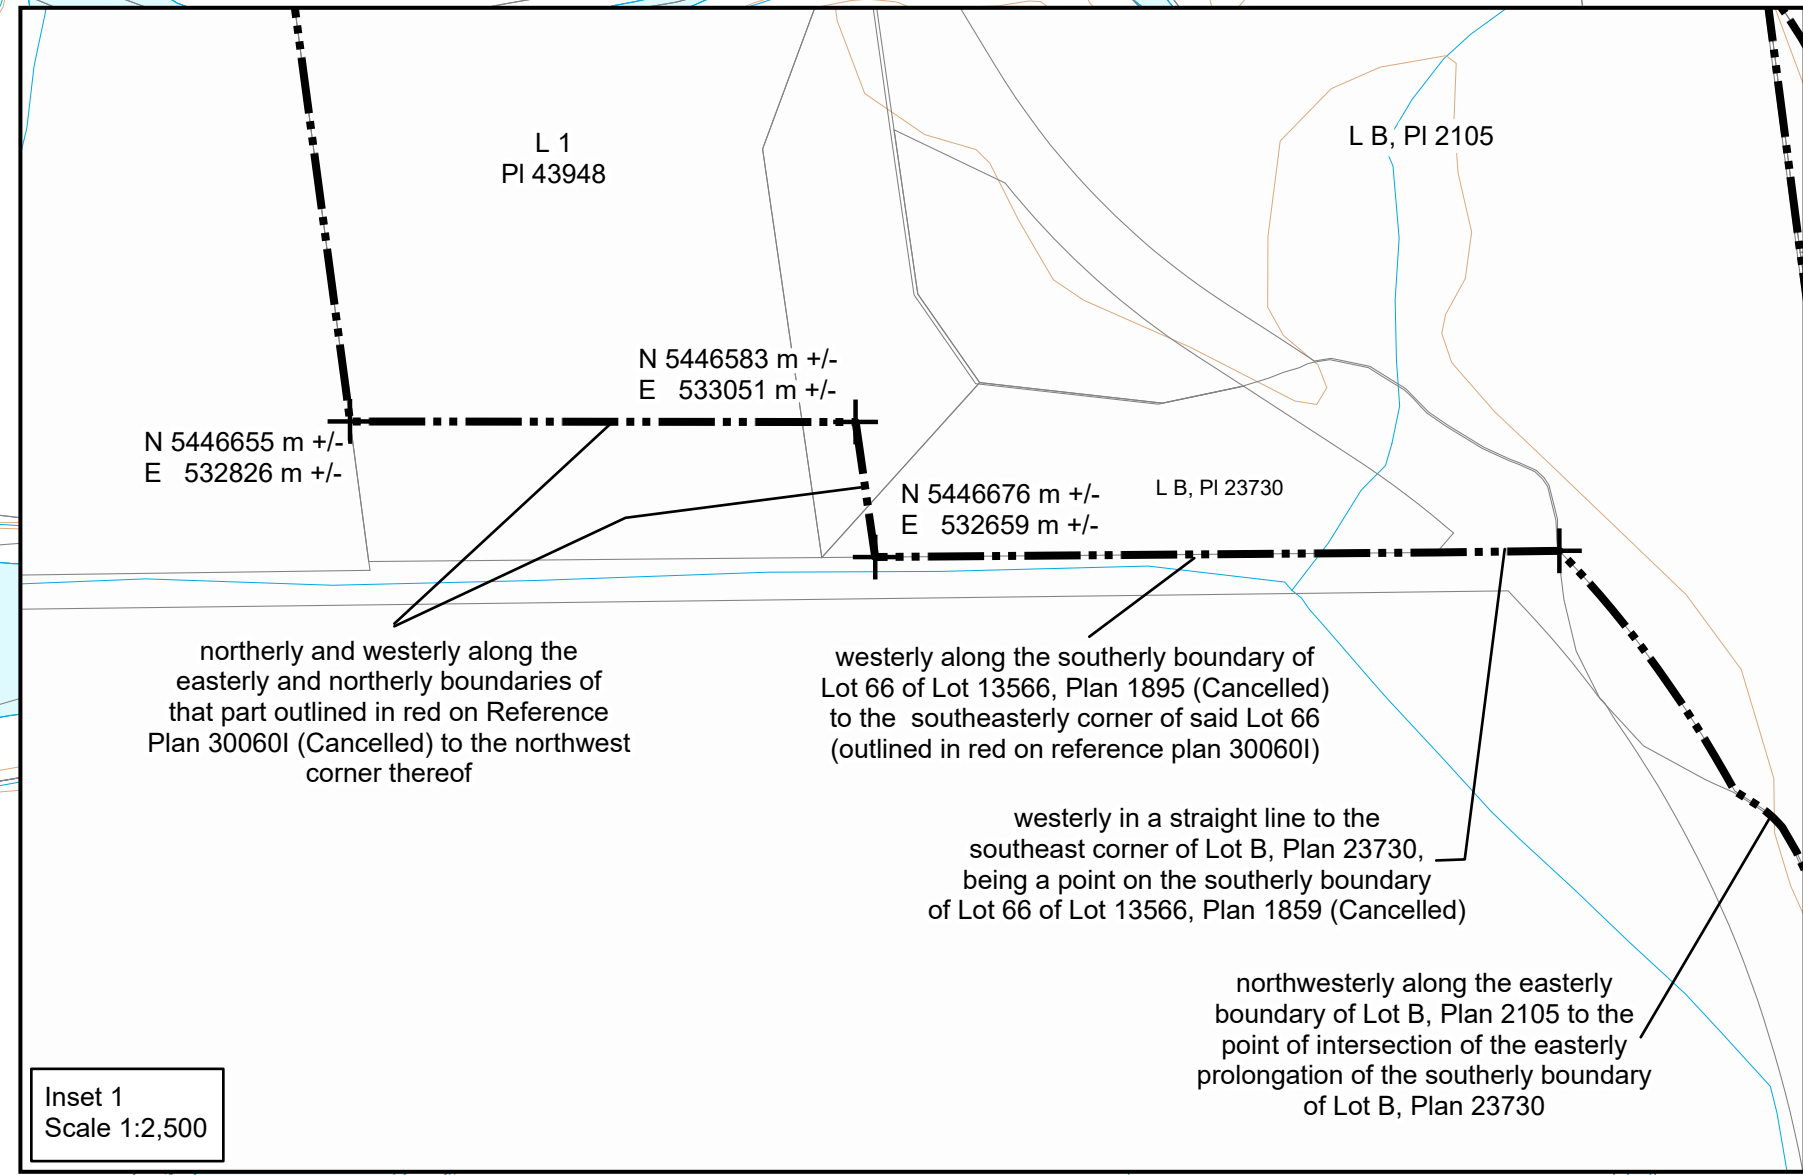 L 1
Pl 43948
L B, Pl 2105
N 5446583 m +/-
E 533051 m +/-
N 5446655 m +/-
E 532826 m +/-
N 5446676 m +/-
E 532659 m +/-
L B, Pl 23730
northerly and westerly along the
easterly and northerly boundaries of
that part outlined in red on Reference
Plan 30060I (Cancelled) to the northwest
corner thereof
westerly along the southerly boundary of
Lot 66 of Lot 13566, Plan 1895 (Cancelled)
to the southeasterly corner of said Lot 66
(outlined in red on reference plan 30060I)
westerly in a straight line to the
southeast corner of Lot B, Plan 23730,
being a point on the southerly boundary
of Lot 66 of Lot 13566, Plan 1859 (Cancelled)
northwesterly along the easterly
boundary of Lot B, Plan 2105 to the
point of intersection of the easterly
prolongation of the southerly boundary
of Lot B, Plan 23730
Inset 1
Scale 1:2,500